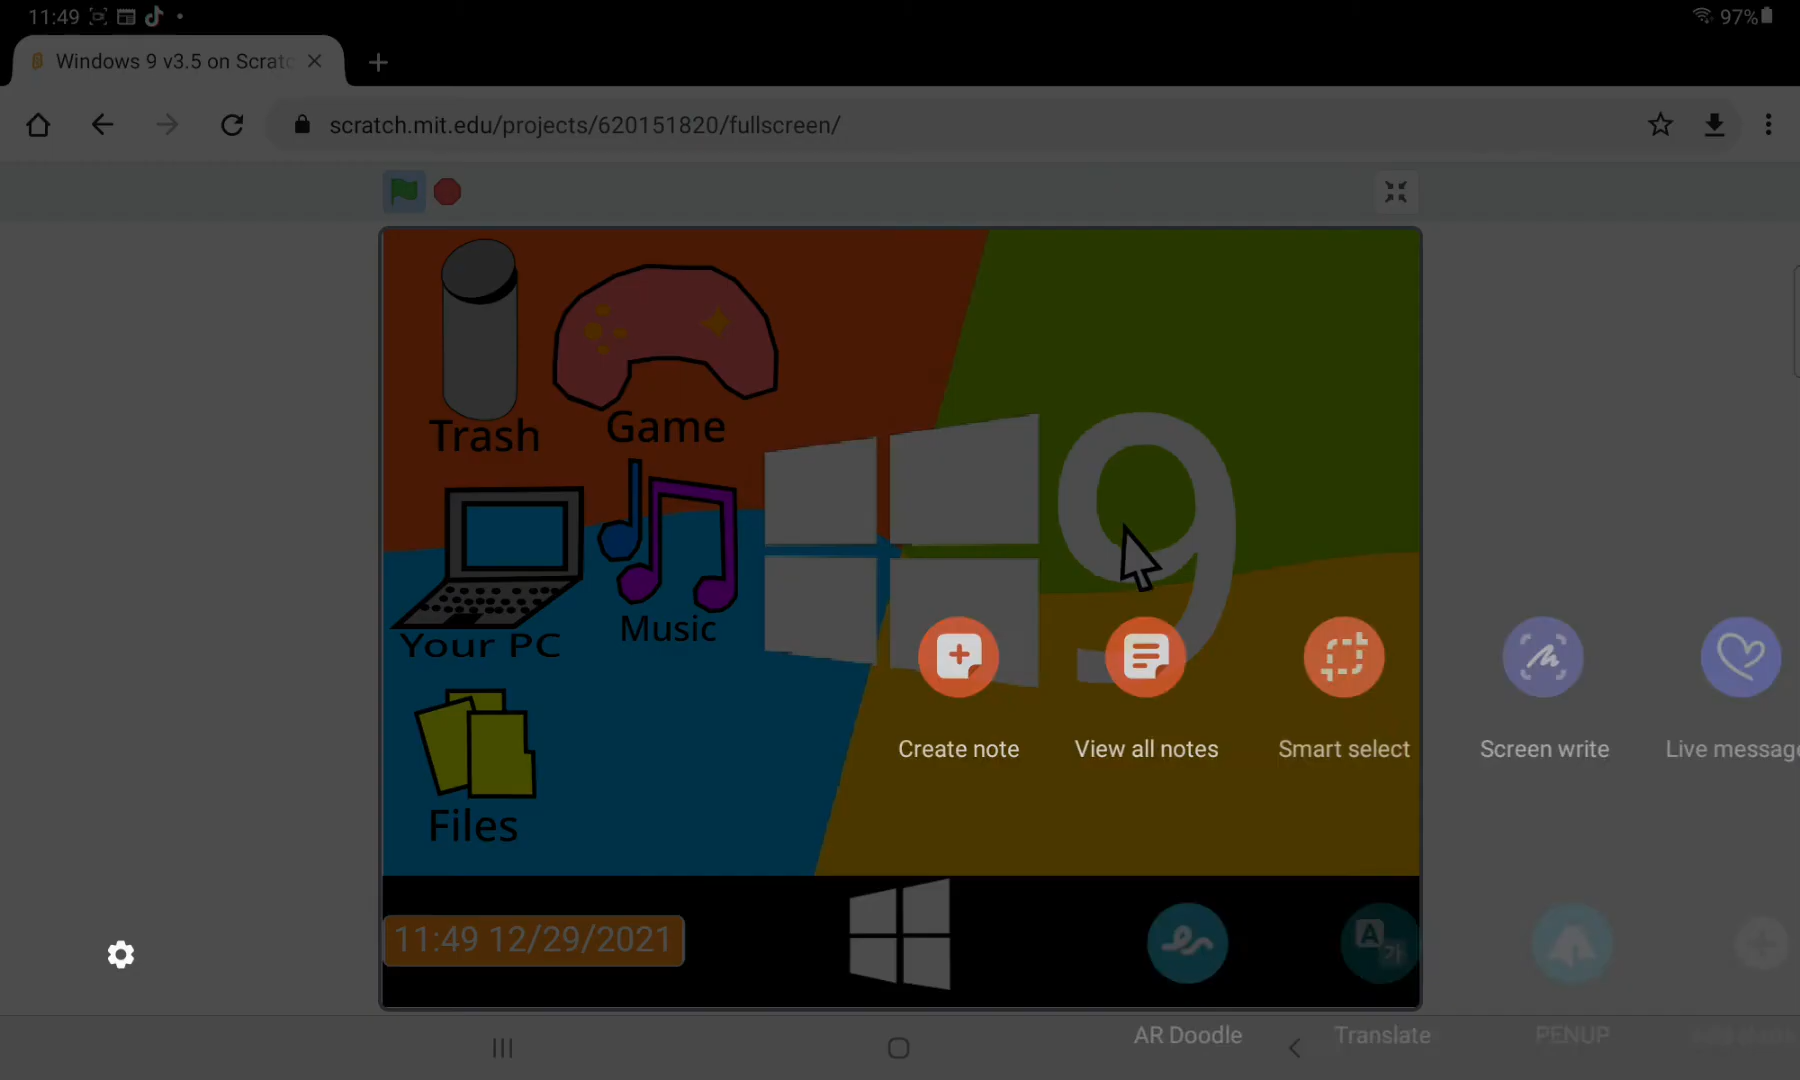 11:49
97%
Windows 9 v3.5 on Scratc
scratch.mit.edu/projects/620151820/fullscreen/
Trash
Game
9
Your PC
Music
Files
Create note
View all notes
Smart select
Screen write
Live message
11:49 12/29/2021
AR Doodle
Translate
PENUP